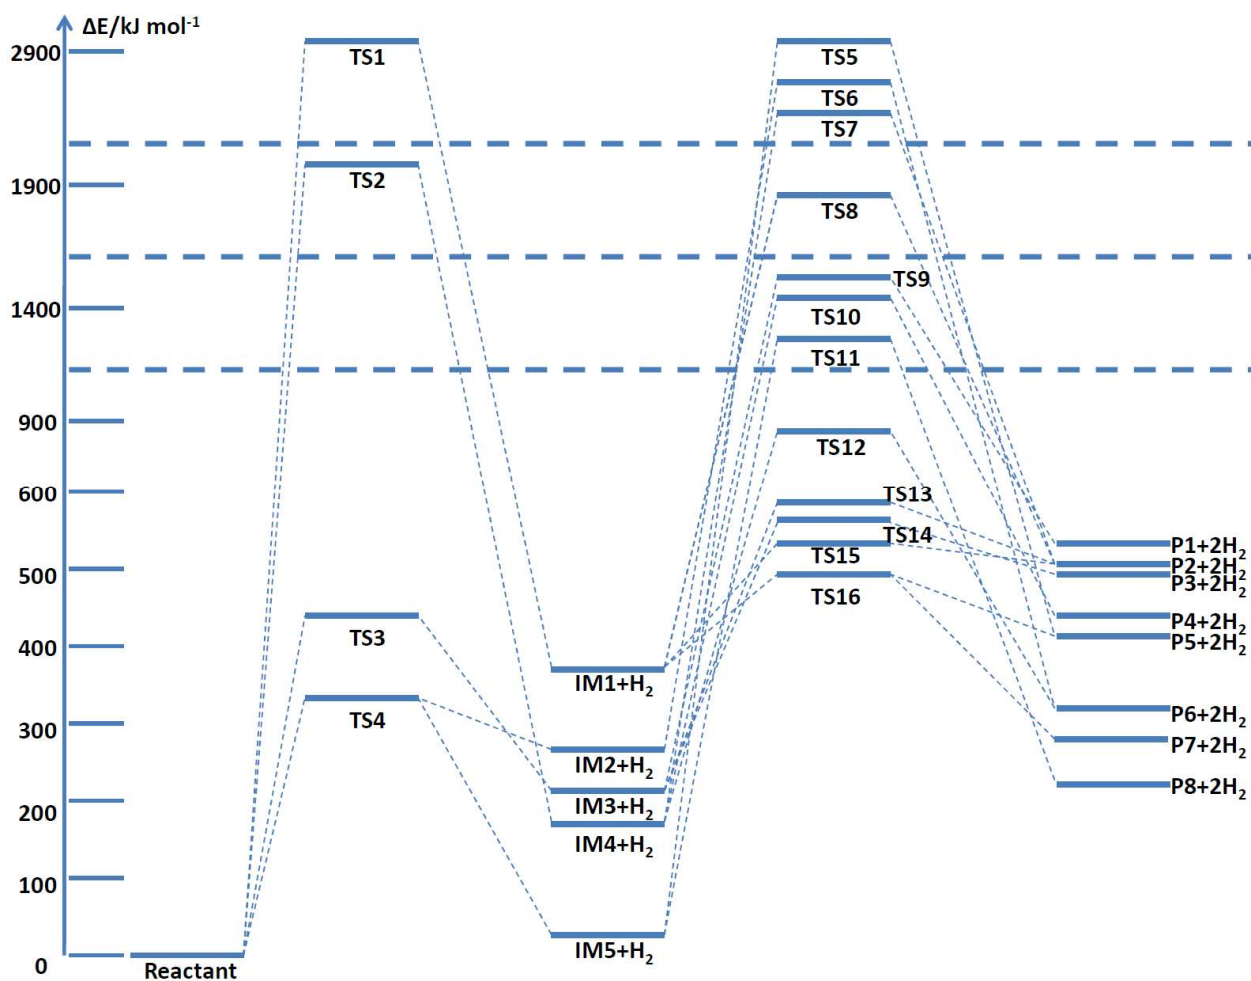 ΔE/kJ mol⁻¹
2900
TS1
TS5
TS6
TS7
1900
TS2
TS8
TS9
1400
TS10
TS11
900
TS12
600
TS13
TS14
500
TS15
TS16
P1+2H₂
P2+2H₂
P3+2H₂
400
TS3
P4+2H₂
P5+2H₂
IM1+H₂
300
TS4
P6+2H₂
IM2+H₂
P7+2H₂
200
IM3+H₂
P8+2H₂
IM4+H₂
100
IM5+H₂
0
Reactant